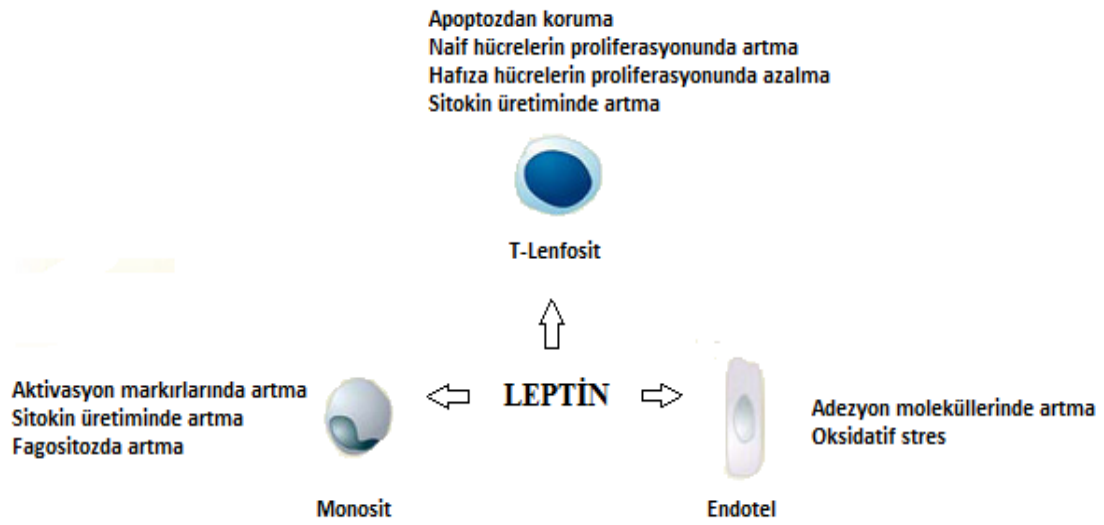 Apoptozdan koruma
Naif hücrelerin proliferasyonunda artma
Hafıza hücrelerin proliferasyonunda azalma
Sitokin üretiminde artma
T-Lenfosit
Aktivasyon markırlarında artma
Sitokin üretiminde artma
Fagositozda artma
Monosit
LEPTİN
Adezyon moleküllerinde artma
Oksidatif stres
Endotel